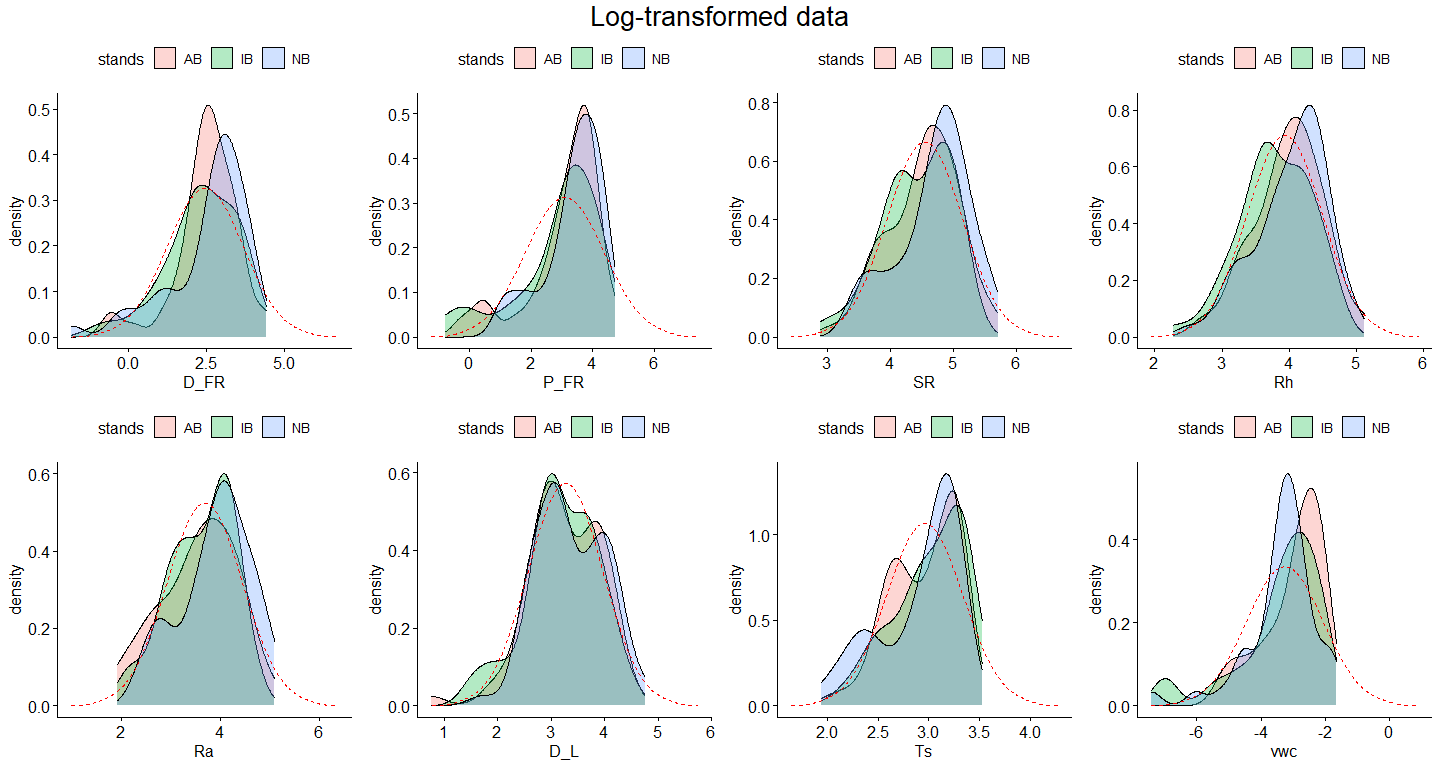 Log-transformed data
stands AB IB NB
stands AB IB NB
stands AB IB NB
stands AB IB NB
density
0.5
0.4
0.3
0.2
0.1
0.0
0.0 2.5 5.0
D_FR
density
0.5
0.4
0.3
0.2
0.1
0.0
0 2 4 6
P_FR
density
0.8
0.6
0.4
0.2
0.0
3 4 5 6
SR
density
0.8
0.6
0.4
0.2
0.0
2 3 4 5 6
Rh
stands AB IB NB
stands AB IB NB
stands AB IB NB
stands AB IB NB
density
0.6
0.4
0.2
0.0
2 4 6
Ra
density
0.6
0.4
0.2
0.0
1 2 3 4 5 6
D_L
density
1.0
0.5
0.0
2.0 2.5 3.0 3.5 4.0
Ts
density
0.4
0.2
0.0
-6 -4 -2 0
vwc